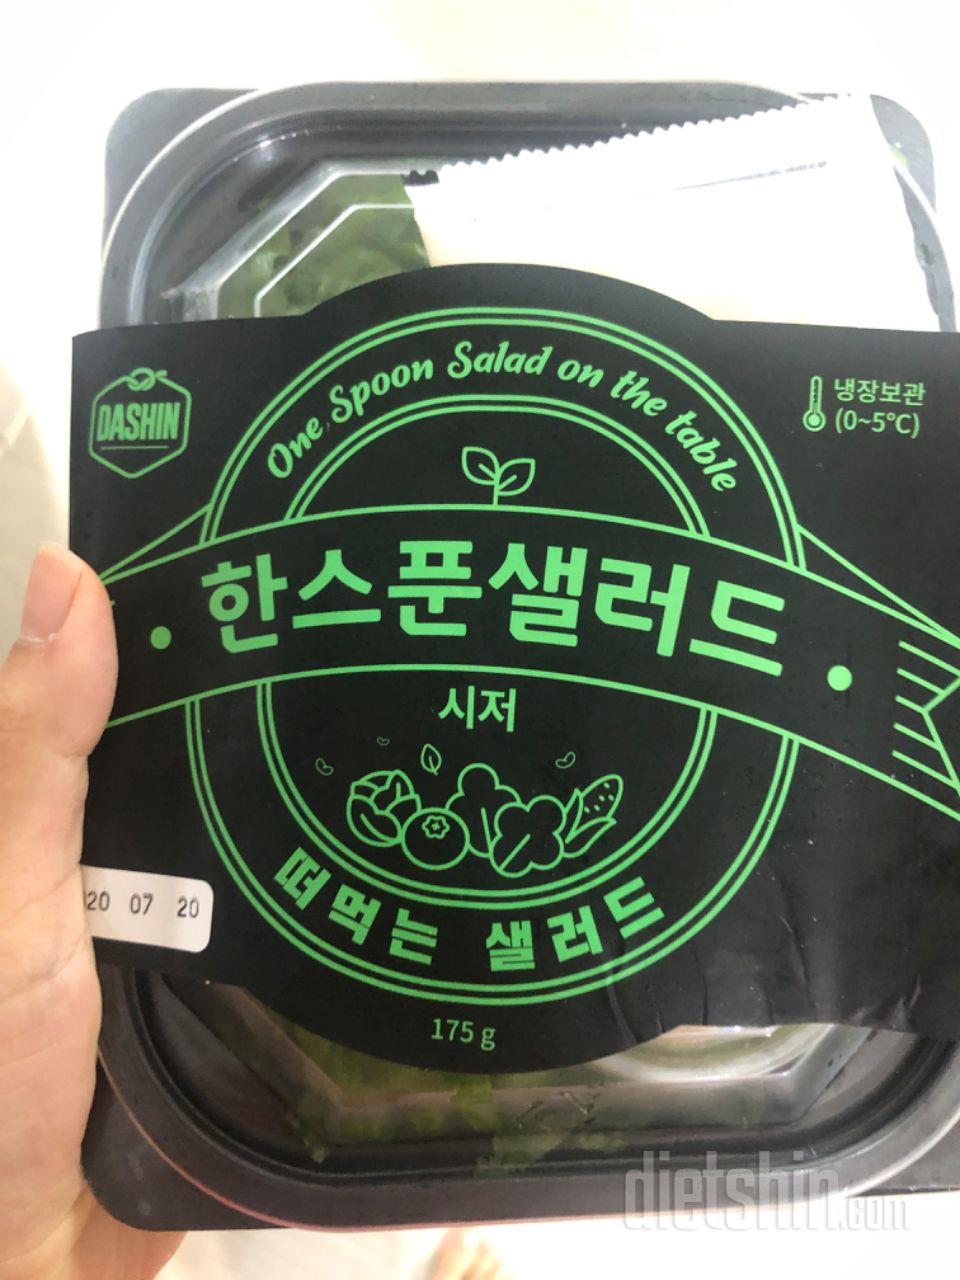 One Spoon Salad on the table
DASHIN
냉장보관
(0~5°C)
한스푼샐러드
시저
떠먹는 샐러드
20 07 20
175 g
dietshin.com